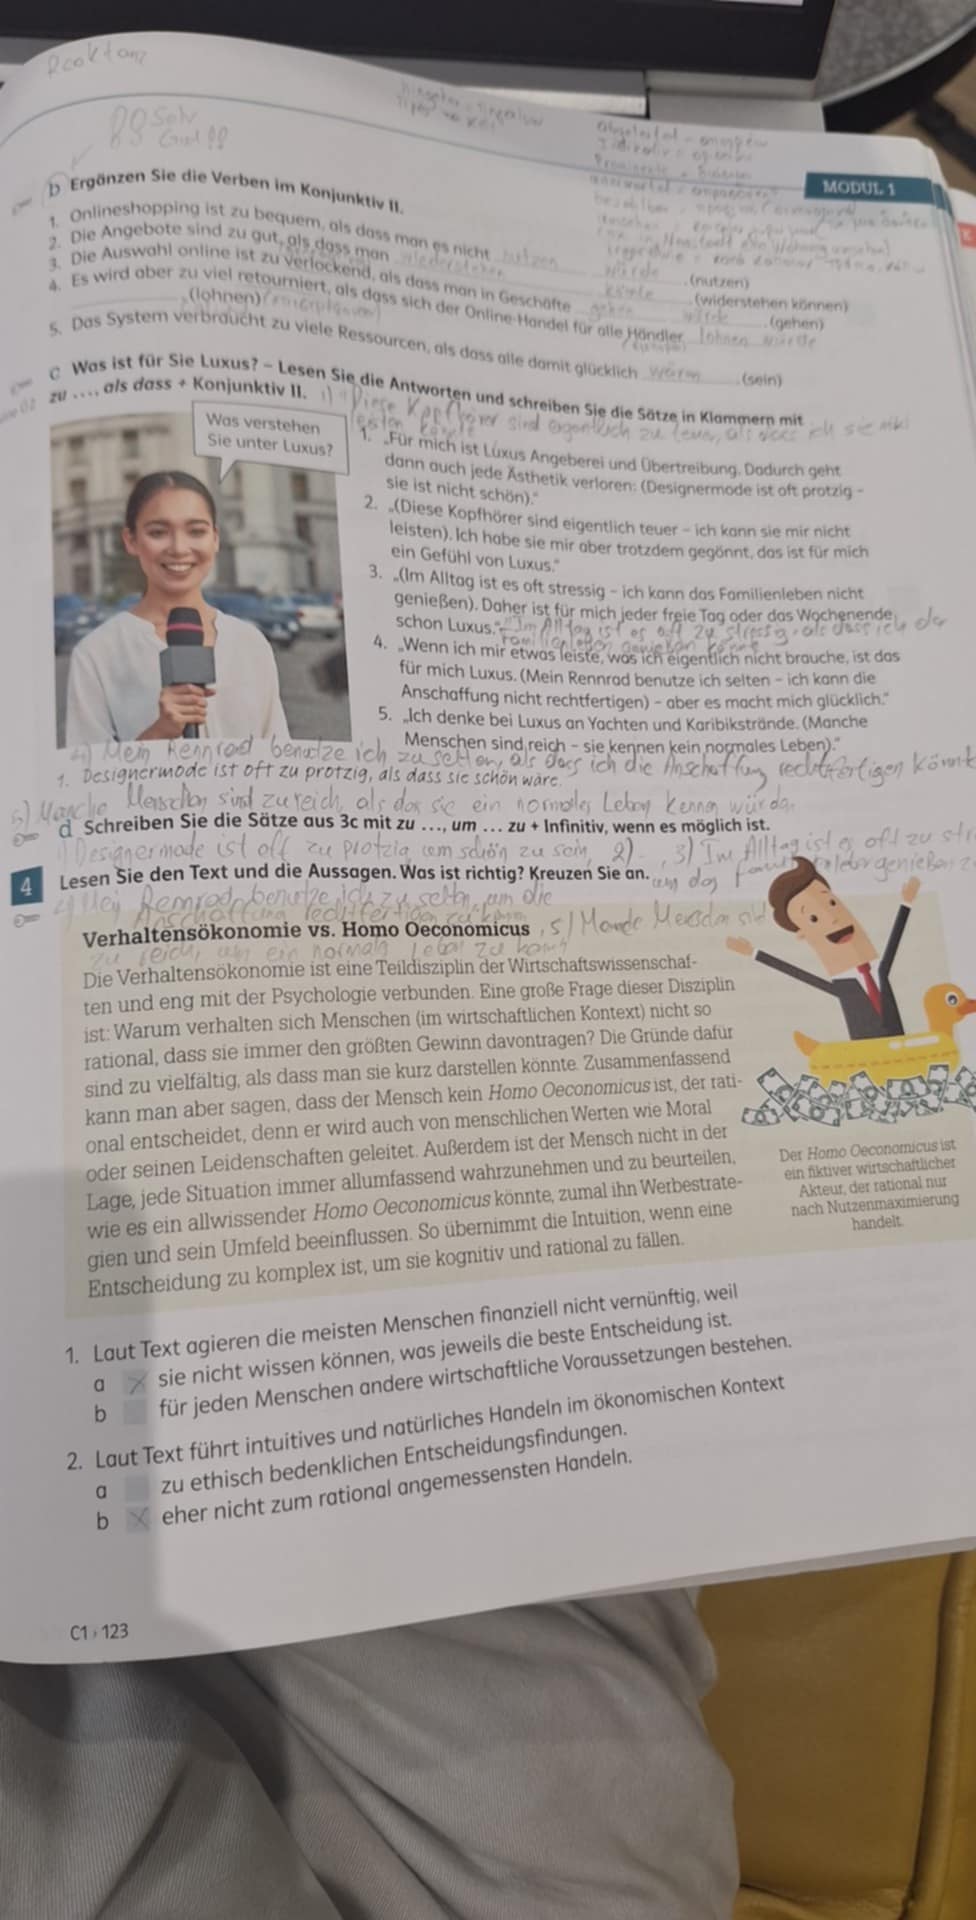 Reaktanz
Sehr
Gut !!
MODUL 1
b Ergänzen Sie die Verben im Konjunktiv II.
1. Onlineshopping ist zu bequem, als dass man es nicht nutzen würde. (nutzen)
2. Die Angebote sind zu gut, als dass man wiederstehen könnte. (widerstehen können)
3. Die Auswahl online ist zu verlockend, als dass man in Geschäfte gehen würde. (gehen)
4. Es wird aber zu viel retourniert, als dass sich der Online-Handel für alle Händler lohnen würde
. (lohnen)
5. Das System verbraucht zu viele Ressourcen, als dass alle damit glücklich wären. (sein)
c Was ist für Sie Luxus? – Lesen Sie die Antworten und schreiben Sie die Sätze in Klammern mit
zu …, als dass + Konjunktiv II.
1) "Diese Kopfhörer sind eigentlich zu teuer, als dass ich sie mir
leisten könnte
Was verstehen
Sie unter Luxus?
1. „Für mich ist Luxus Angeberei und Übertreibung. Dadurch geht
dann auch jede Ästhetik verloren: (Designermode ist oft protzig –
sie ist nicht schön).“
2. „(Diese Kopfhörer sind eigentlich teuer – ich kann sie mir nicht
leisten). Ich habe sie mir aber trotzdem gegönnt, das ist für mich
ein Gefühl von Luxus.“
3. „(Im Alltag ist es oft stressig – ich kann das Familienleben nicht
genießen). Daher ist für mich jeder freie Tag oder das Wochenende
schon Luxus.“ "Im Alltag ist es oft zu stressig, als dass ich der
Familienleben genießen könnte
4. „Wenn ich mir etwas leiste, was ich eigentlich nicht brauche, ist das
für mich Luxus. (Mein Rennrad benutze ich selten – ich kann die
Anschaffung nicht rechtfertigen) – aber es macht mich glücklich.“
5. „Ich denke bei Luxus an Yachten und Karibikstrände. (Manche
Menschen sind reich – sie kennen kein normales Leben).“
4) Mein Rennrad benutze ich zu selten, als dass ich die Anschaffung rechtfertigen könnt
1. Designermode ist oft zu protzig, als dass sie schön wäre.
5) Manche Menschen sind zu reich, als das sie ein normales Leben kennen würden
d Schreiben Sie die Sätze aus 3c mit zu …, um … zu + Infinitiv, wenn es möglich ist.
1) Designermode ist oft zu protzig, um schön zu sein, 2) -, 3) Im Alltag ist es oft zu str
um das
4 Lesen Sie den Text und die Aussagen. Was ist richtig? Kreuzen Sie an.
4) Mein Rennrad benutze ich zu selten, um die
Anschaffung rechtfertigen zu können, 5) Mande Menschen sind
zu reich, um ein normales Leben zu
Verhaltensökonomie vs. Homo Oeconomicus
Die Verhaltensökonomie ist eine Teildisziplin der Wirtschaftswissenschaf-
ten und eng mit der Psychologie verbunden. Eine große Frage dieser Disziplin
ist: Warum verhalten sich Menschen (im wirtschaftlichen Kontext) nicht so
rational, dass sie immer den größten Gewinn davontragen? Die Gründe dafür
sind zu vielfältig, als dass man sie kurz darstellen könnte. Zusammenfassend
kann man aber sagen, dass der Mensch kein Homo Oeconomicus ist, der rati-
onal entscheidet, denn er wird auch von menschlichen Werten wie Moral
oder seinen Leidenschaften geleitet. Außerdem ist der Mensch nicht in der
Lage, jede Situation immer allumfassend wahrzunehmen und zu beurteilen,
wie es ein allwissender Homo Oeconomicus könnte, zumal ihn Werbestrate-
gien und sein Umfeld beeinflussen. So übernimmt die Intuition, wenn eine
Entscheidung zu komplex ist, um sie kognitiv und rational zu fällen.
Der Homo Oeconomicus ist
ein fiktiver wirtschaftlicher
Akteur, der rational nur
nach Nutzenmaximierung
handelt.
1. Laut Text agieren die meisten Menschen finanziell nicht vernünftig, weil
a X sie nicht wissen können, was jeweils die beste Entscheidung ist.
b für jeden Menschen andere wirtschaftliche Voraussetzungen bestehen.
2. Laut Text führt intuitives und natürliches Handeln im ökonomischen Kontext
a zu ethisch bedenklichen Entscheidungsfindungen.
b X eher nicht zum rational angemessensten Handeln.
C1 › 123